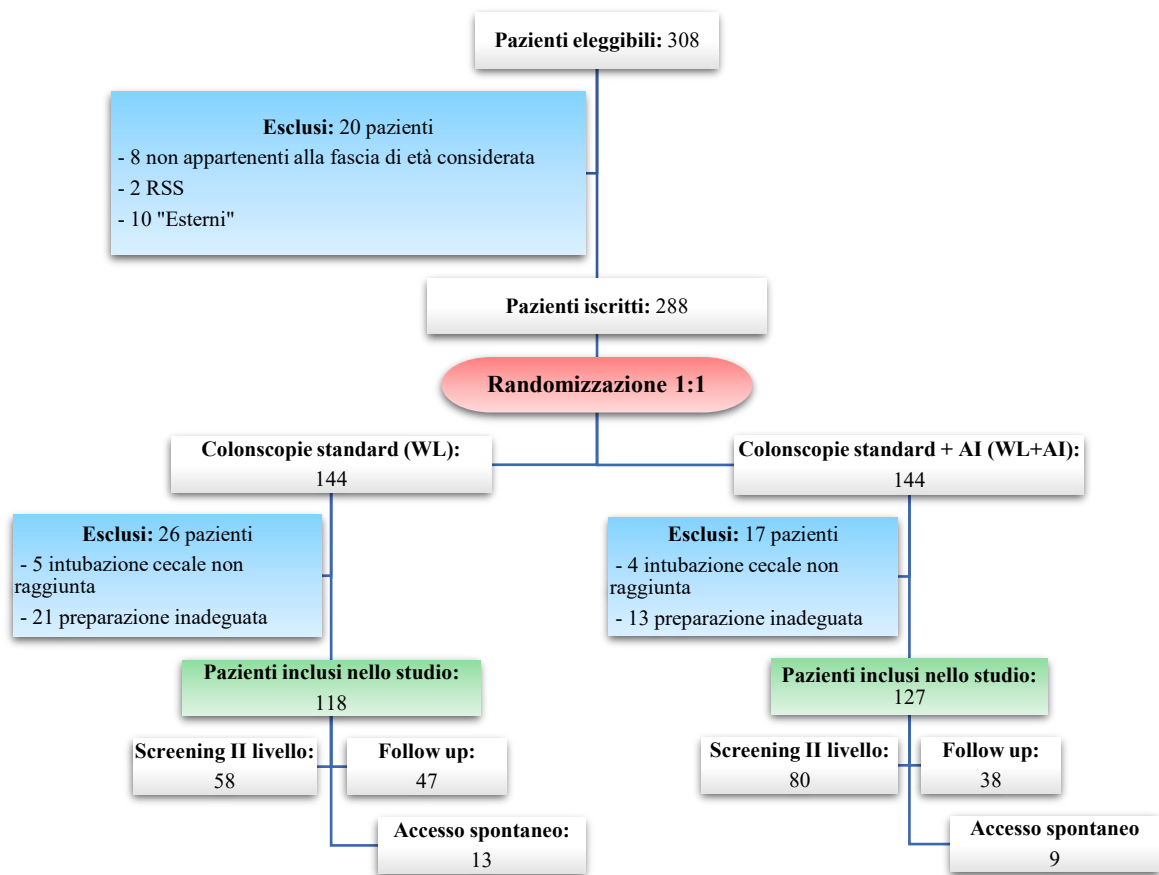 Pazienti eleggibili: 308
Esclusi: 20 pazienti
- 8 non appartenenti alla fascia di età considerata
- 2 RSS
- 10 "Esterni"
Pazienti iscritti: 288
Randomizzazione 1:1
Colonscopie standard (WL):
144
Colonscopie standard + AI (WL+AI):
144
Esclusi: 26 pazienti
- 5 intubazione cecale non
raggiunta
- 21 preparazione inadeguata
Esclusi: 17 pazienti
- 4 intubazione cecale non
raggiunta
- 13 preparazione inadeguata
Pazienti inclusi nello studio:
118
Pazienti inclusi nello studio:
127
Screening II livello:
58
Follow up:
47
Screening II livello:
80
Follow up:
38
Accesso spontaneo:
13
Accesso spontaneo
9